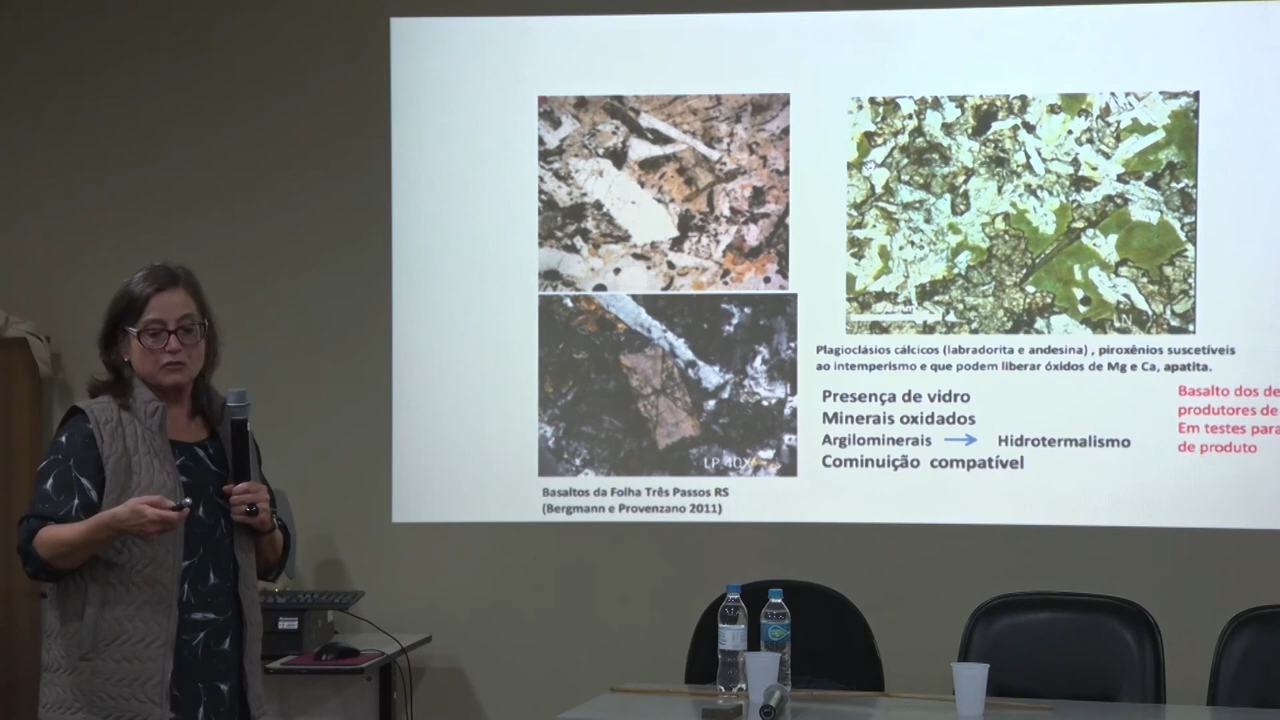 LP 40X
Basaltos da Folha Três Passos RS
(Bergmann e Provenzano 2011)
LN
Plagioclásios cálcicos (labradorita e andesina) , piroxênios suscetíveis
ao intemperismo e que podem liberar óxidos de Mg e Ca, apatita.
Presença de vidro
Minerais oxidados
Argilominerais → Hidrotermalismo
Cominuição compatível
Basalto dos de
produtores de
Em testes para
de produto